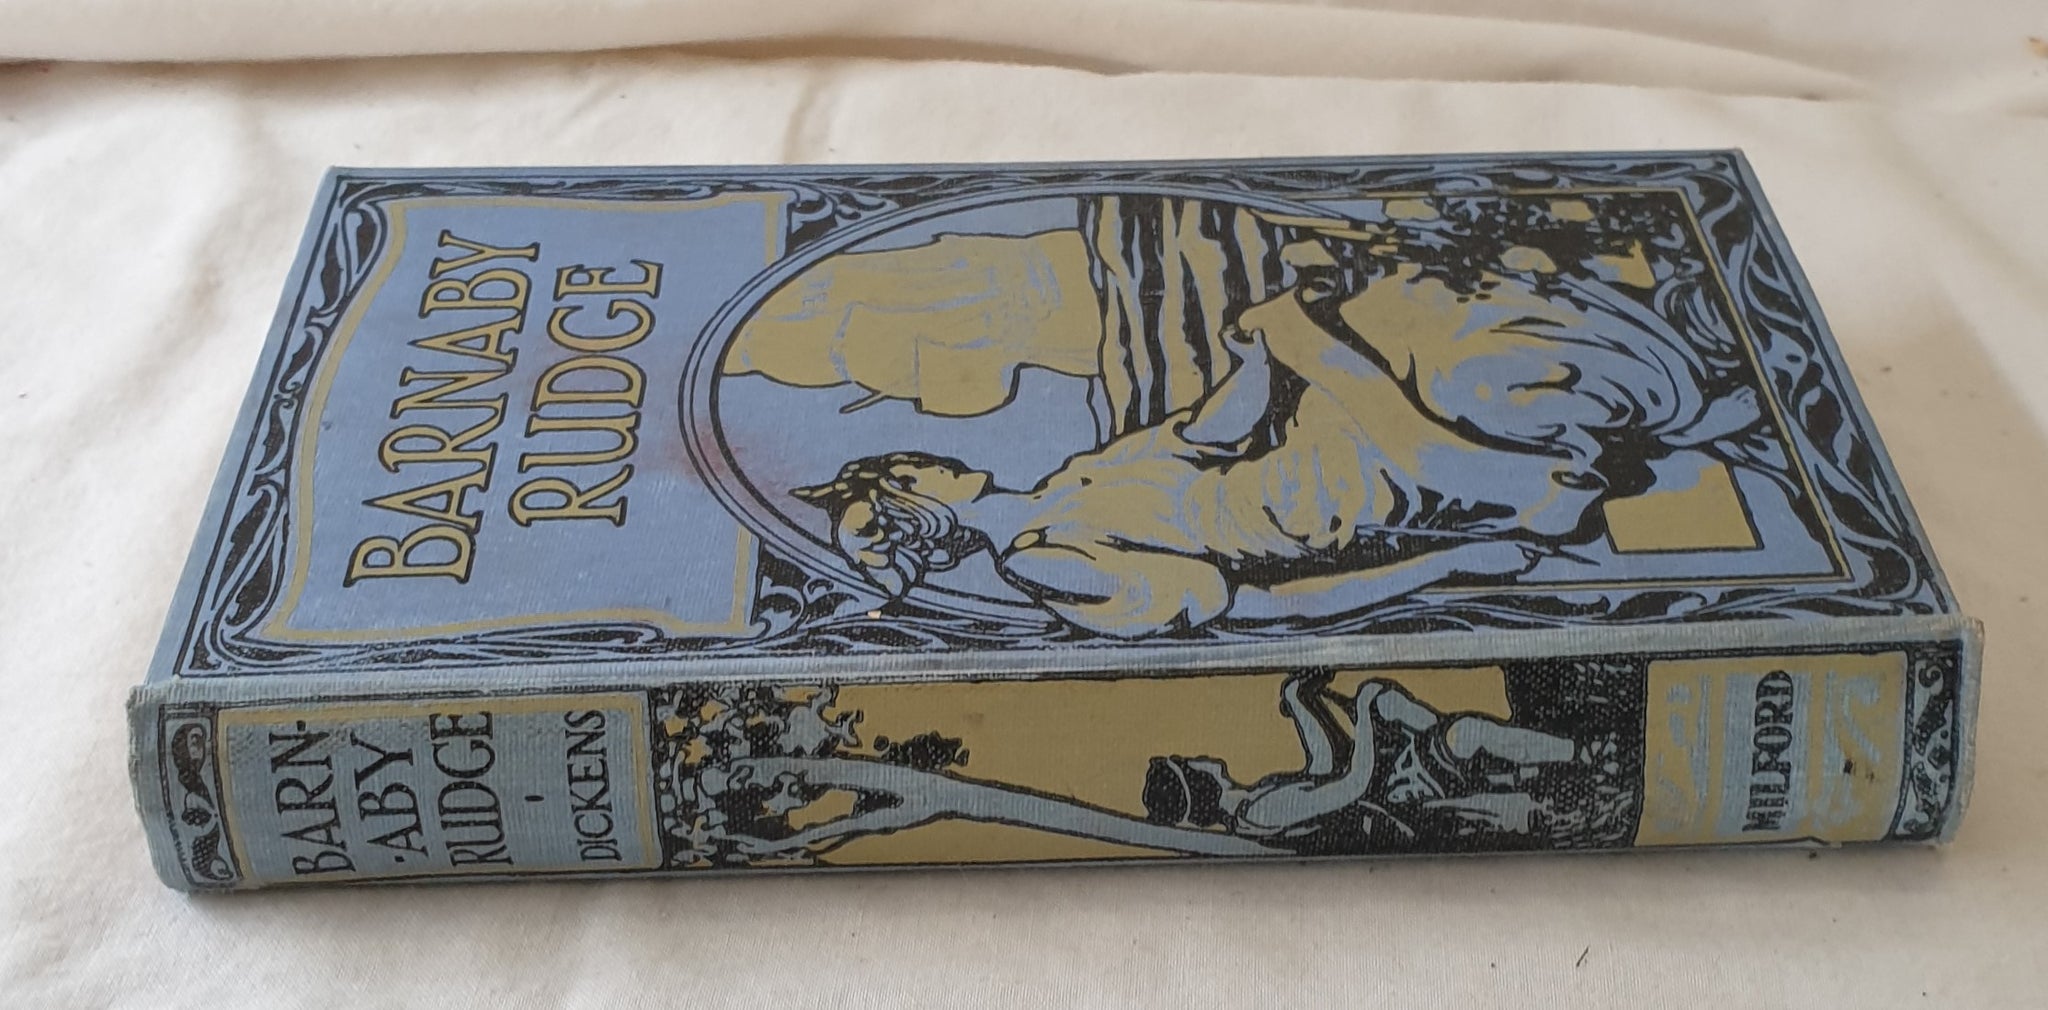 BARNABY
RUDGE
BARN-
-ABY
RUDGE
DICKENS
MILFORD